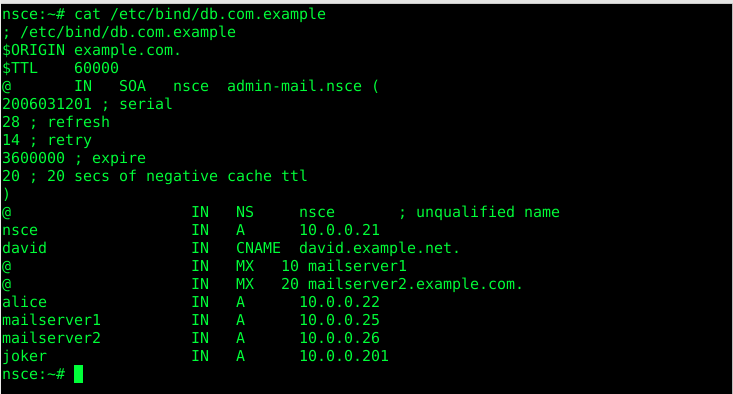 nsce:~# cat /etc/bind/db.com.example
; /etc/bind/db.com.example
$ORIGIN example.com.
$TTL    60000
@       IN   SOA   nsce  admin-mail.nsce (
2006031201 ; serial
28 ; refresh
14 ; retry
3600000 ; expire
20 ; 20 secs of negative cache ttl
)
@                    IN   NS     nsce       ; unqualified name
nsce                 IN   A      10.0.0.21
david                IN   CNAME  david.example.net.
@                    IN   MX   10 mailserver1
@                    IN   MX   20 mailserver2.example.com.
alice                IN   A      10.0.0.22
mailserver1          IN   A      10.0.0.25
mailserver2          IN   A      10.0.0.26
joker                IN   A      10.0.0.201
nsce:~#